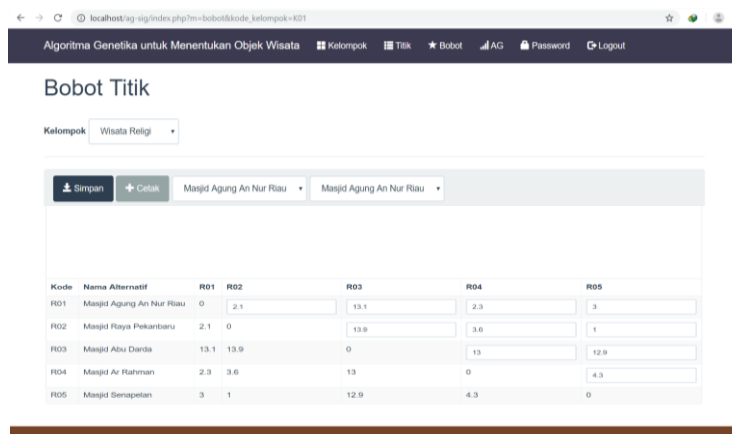 localhost/ag-sig/index.php?m=bobot&kode_kelompok=K01
Algoritma Genetika untuk Menentukan Objek Wisata Kelompok Titik Bobot AG Password Logout
Bobot Titik
Kelompok Wisata Religi
Simpan Cetak Masjid Agung An Nur Riau Masjid Agung An Nur Riau
Kode Nama Alternatif R01 R02 R03 R04 R05
R01 Masjid Agung An Nur Riau 0 2.1 13.1 2.3 3
R02 Masjid Raya Pekanbaru 2.1 0 13.9 3.6 1
R03 Masjid Abu Darda 13.1 13.9 0 13 12.9
R04 Masjid Ar Rahman 2.3 3.6 13 0 4.3
R05 Masjid Senapelan 3 1 12.9 4.3 0